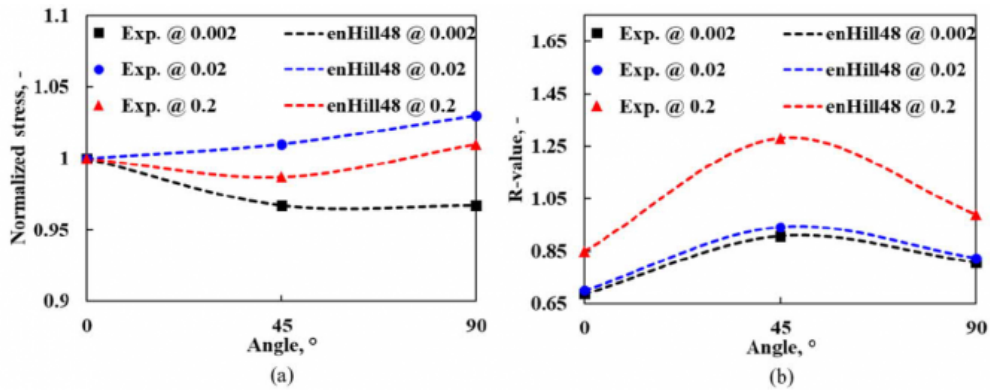 1.1
Exp. @ 0.002 enHill48 @ 0.002
Exp. @ 0.02 enHill48 @ 0.02
1.05
Exp. @ 0.2 enHill48 @ 0.2
1
0.95
0.9
Normalized stress, -
0 45 90
Angle, °
(a)
1.65
Exp. @ 0.002 enHill48 @ 0.002
Exp. @ 0.02 enHill48 @ 0.02
1.45
Exp. @ 0.2 enHill48 @ 0.2
1.25
1.05
0.85
0.65
R-value, -
0 45 90
Angle, °
(b)